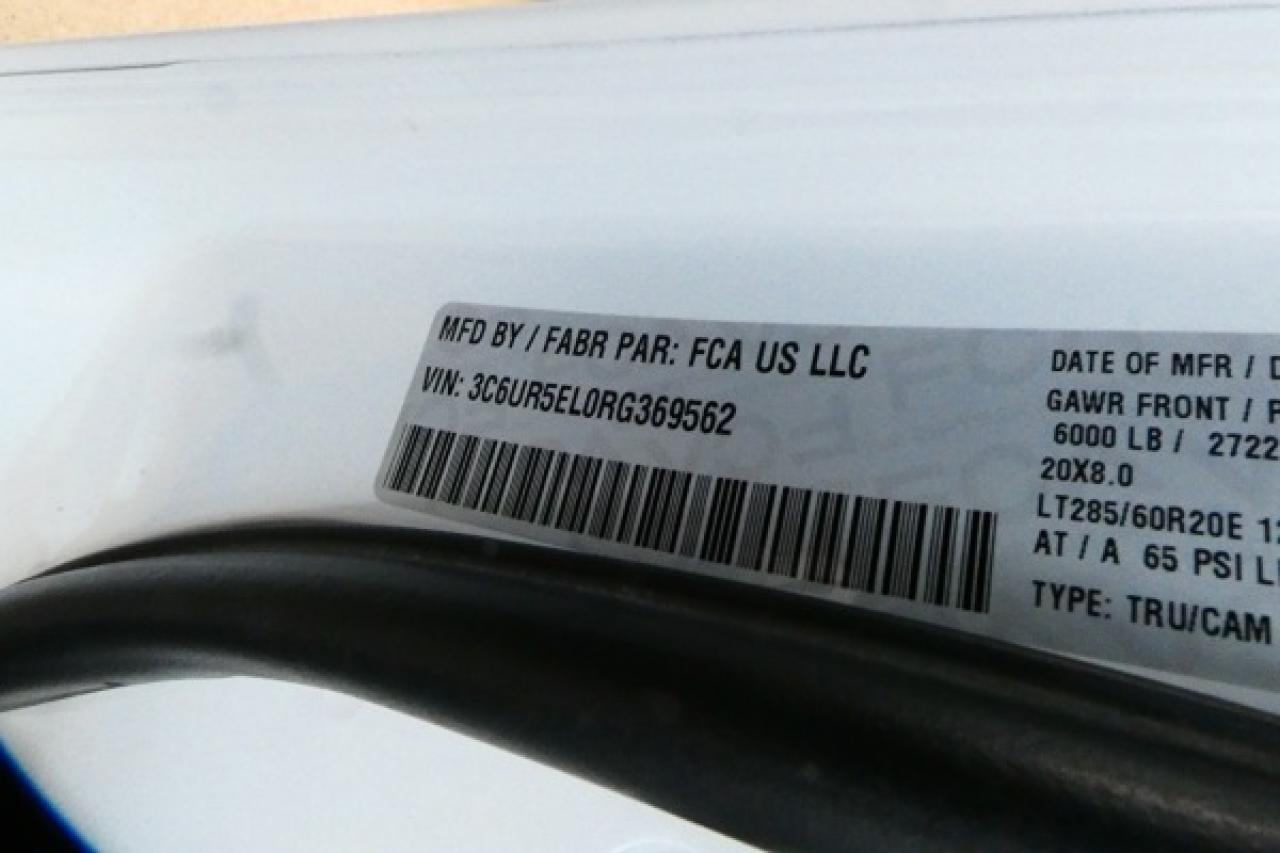 MFD BY / FABR PAR: FCA US LLC
VIN: 3C6UR5EL0RG369562
DATE OF MFR / D
GAWR FRONT / 
6000 LB / 2722
20X8.0
LT285/60R20E 12
AT / A 65 PSI
TYPE: TRU/CAM